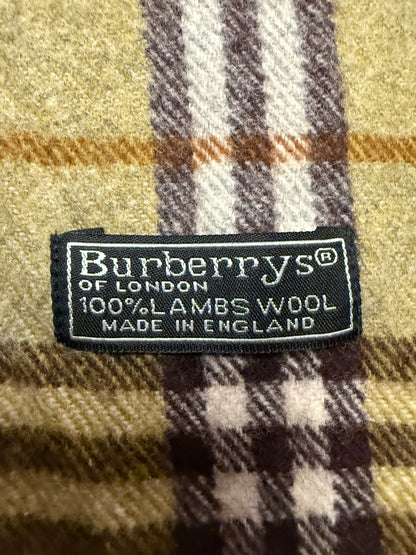 Burberrys®
OF LONDON
100% LAMBS WOOL
MADE IN ENGLAND